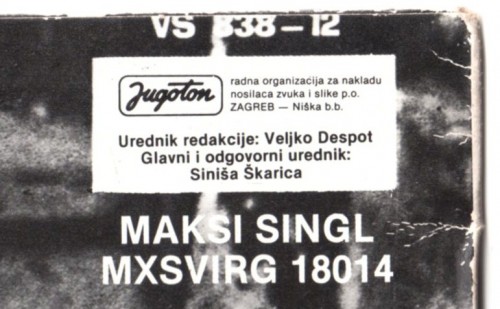 VS 838-12
Jugoton
radna organizacija za nakladu
nosilaca zvuka i slike p.o.
ZAGREB — Niška b.b.
Urednik redakcije: Veljko Despot
Glavni i odgovorni urednik:
Siniša Škarica
MAKSI SINGL
MXSVIRG 18014